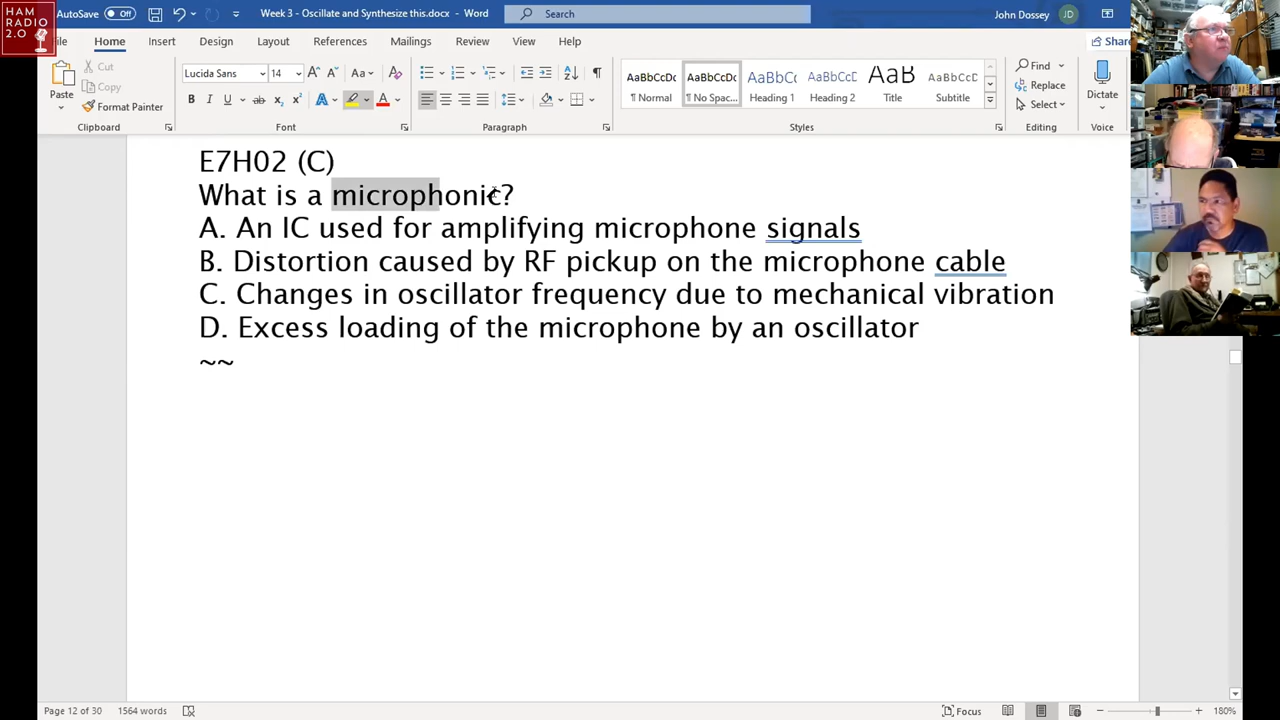 HAM
RADIO
2.0
AutoSave
Off
Week 3 - Oscillate and Synthesize this.docx - Word
Search
John Dossey
JD
ile
Home
Insert
Design
Layout
References
Mailings
Review
View
Help
Share
Paste
Cut
Copy
Format Painter
Clipboard
Lucida Sans
14
Font
Paragraph
AaBbCcDc
¶ Normal
AaBbCcDc
¶ No Spac...
AaBbCcDc
Heading 1
AaBbCcD
Heading 2
AaB
Title
AaBbCcD
Subtitle
Styles
Find
Replace
Select
Editing
Dictate
Voice
E7H02 (C)
What is a microphonic?
A. An IC used for amplifying microphone signals
B. Distortion caused by RF pickup on the microphone cable
C. Changes in oscillator frequency due to mechanical vibration
D. Excess loading of the microphone by an oscillator
~~
Page 12 of 30
1564 words
Focus
180%